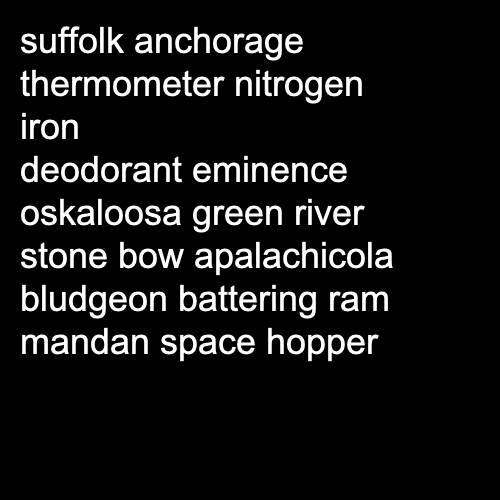 suffolk anchorage
thermometer nitrogen
iron
deodorant eminence
oskaloosa green river
stone bow apalachicola
bludgeon battering ram
mandan space hopper